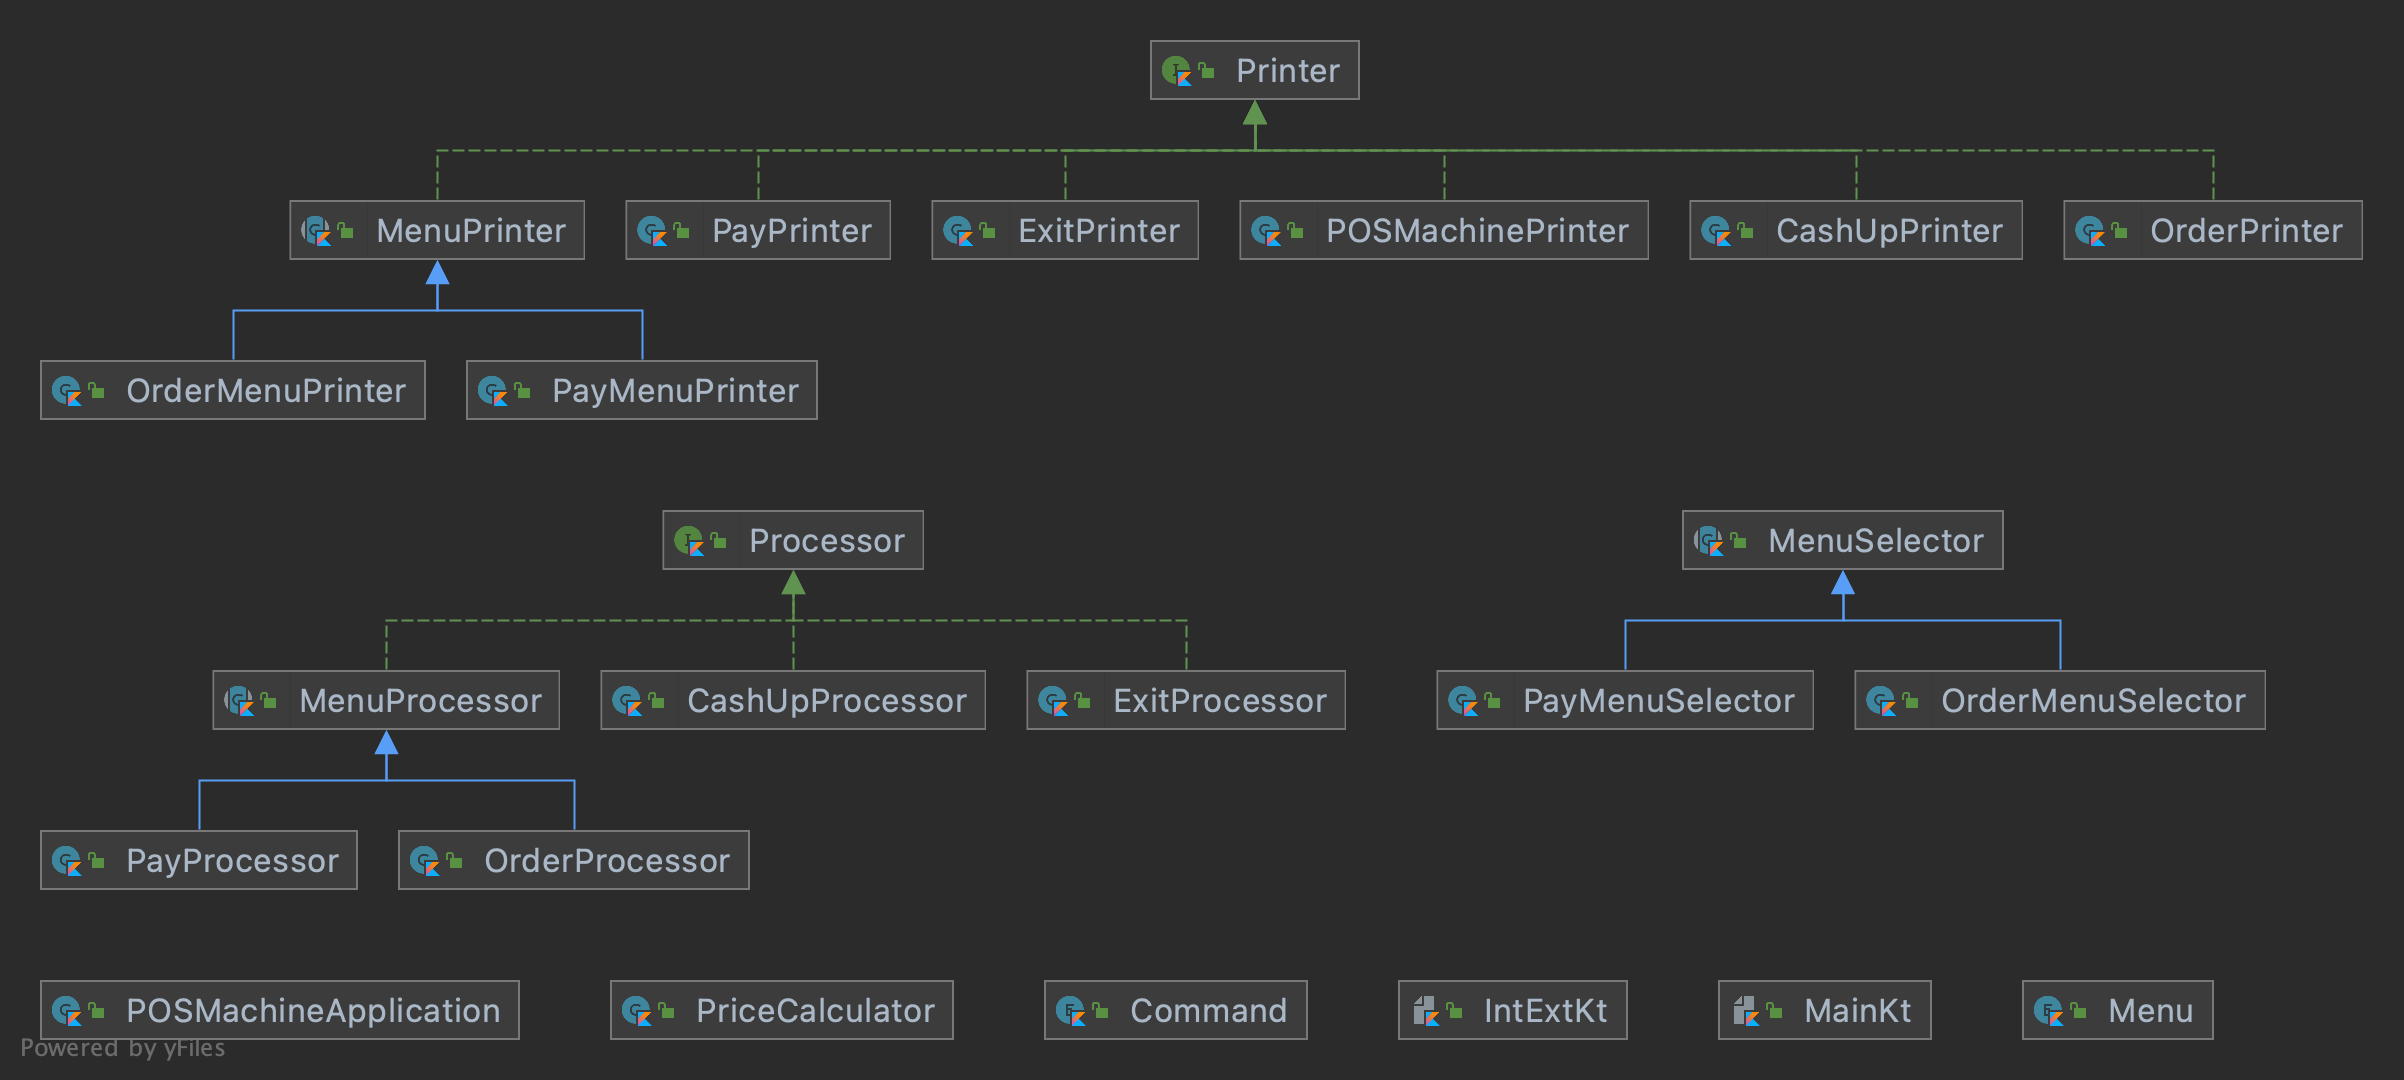 Printer
MenuPrinter
PayPrinter
ExitPrinter
POSMachinePrinter
CashUpPrinter
OrderPrinter
OrderMenuPrinter
PayMenuPrinter
Processor
MenuSelector
MenuProcessor
CashUpProcessor
ExitProcessor
PayMenuSelector
OrderMenuSelector
PayProcessor
OrderProcessor
POSMachineApplication
PriceCalculator
Command
IntExtKt
MainKt
Menu
Powered by yFiles